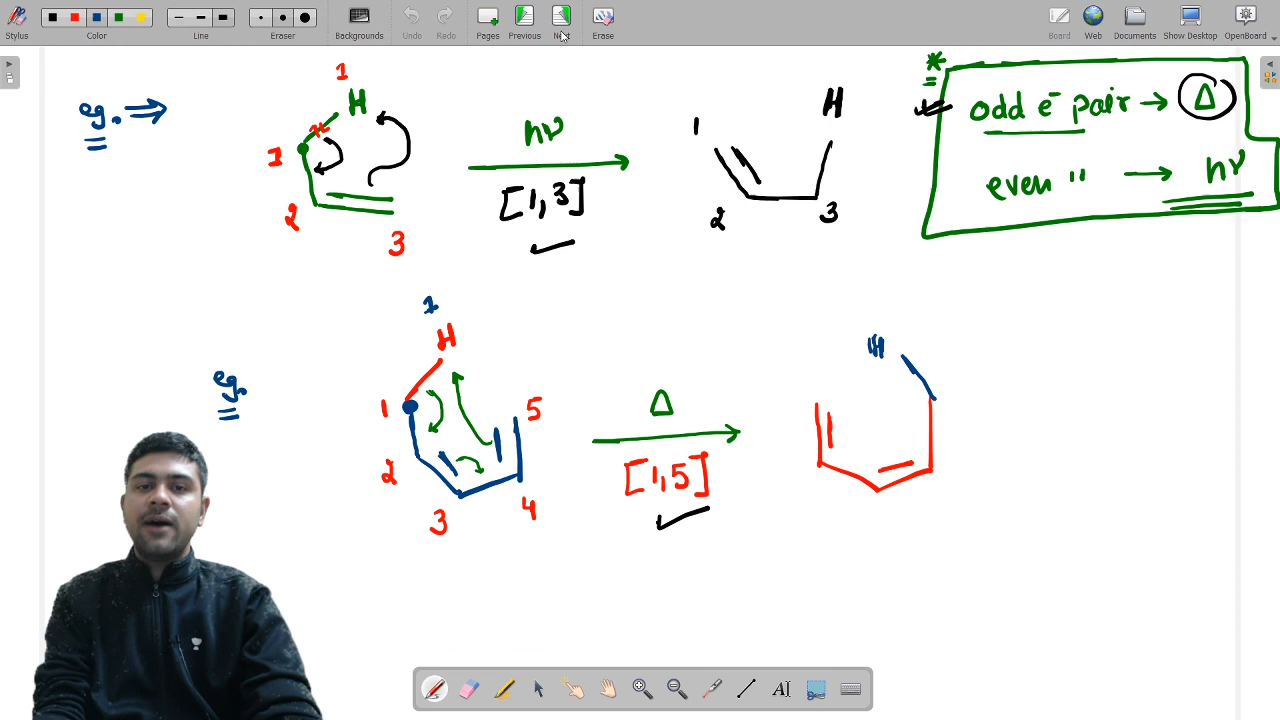 Stylus Color Line Eraser Backgrounds Undo Redo Pages Previous Next Erase Board Web Documents Show Desktop OpenBoard
eg. ⇒
1
H
1
2
3
hν
[1,3]
1
2
3
H
*
odd e⁻ pair → Δ
even " → hν
eg.
1
H
1
2
3
4
5
Δ
[1,5]
H
AI